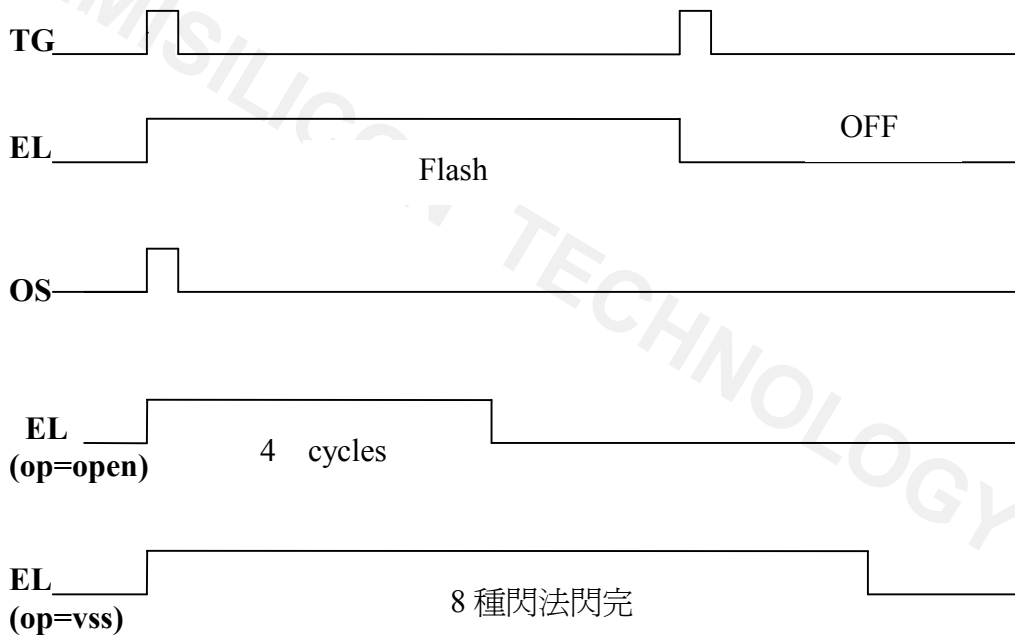 TG
OFF
EL
Flash
OS
EL
(op=open)
4 cycles
EL
(op=vss)
8 種閃法閃完
TECHNOLOGY